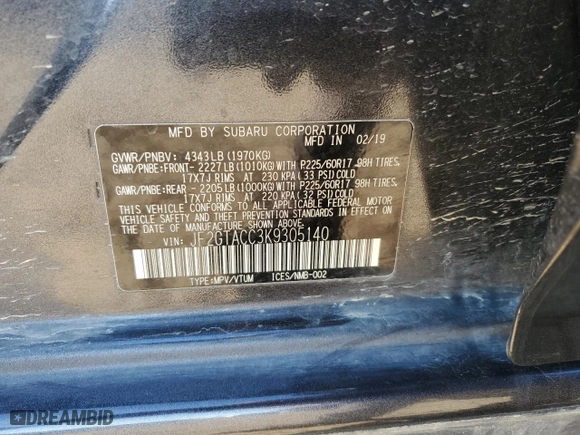 MFD BY SUBARU CORPORATION
MFD IN 02/19
GVWR/PNBV: 4343LB (1970KG)
GAWR/PNBE:FRONT-2227LB(1010KG)WITH P225/60R17 98H TIRES,
17X7J RIMS AT 230 KPA (33 PSI) COLD
GAWR/PNBE:REAR-2205LB(1000KG)WITH P225/60R17 98H TIRES,
17X7J RIMS AT 220 KPA (32 PSI) COLD
THIS VEHICLE CONFORMS TO ALL APPLICABLE FEDERAL MOTOR
VEHICLE SAFETY AND THEFT PREVENTION STANDARDS IN EFFECT ON
THE DATE OF MANUFACTURE SHOWN ABOVE.
VIN: JF2GTACC3K9305140
TYPE:MPV/VTUM ICES/NMB-002
DREAMBID